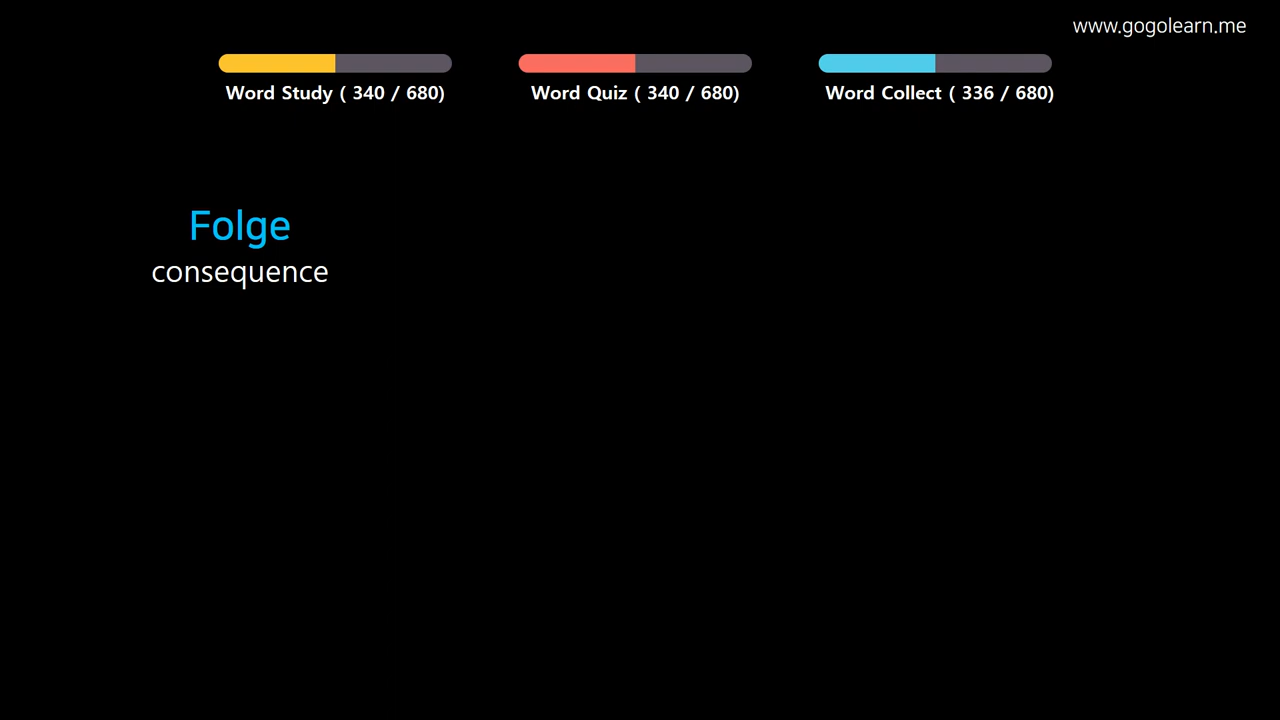 www.gogolearn.me
Word Study ( 340 / 680)
Word Quiz ( 340 / 680)
Word Collect ( 336 / 680)
Folge
consequence